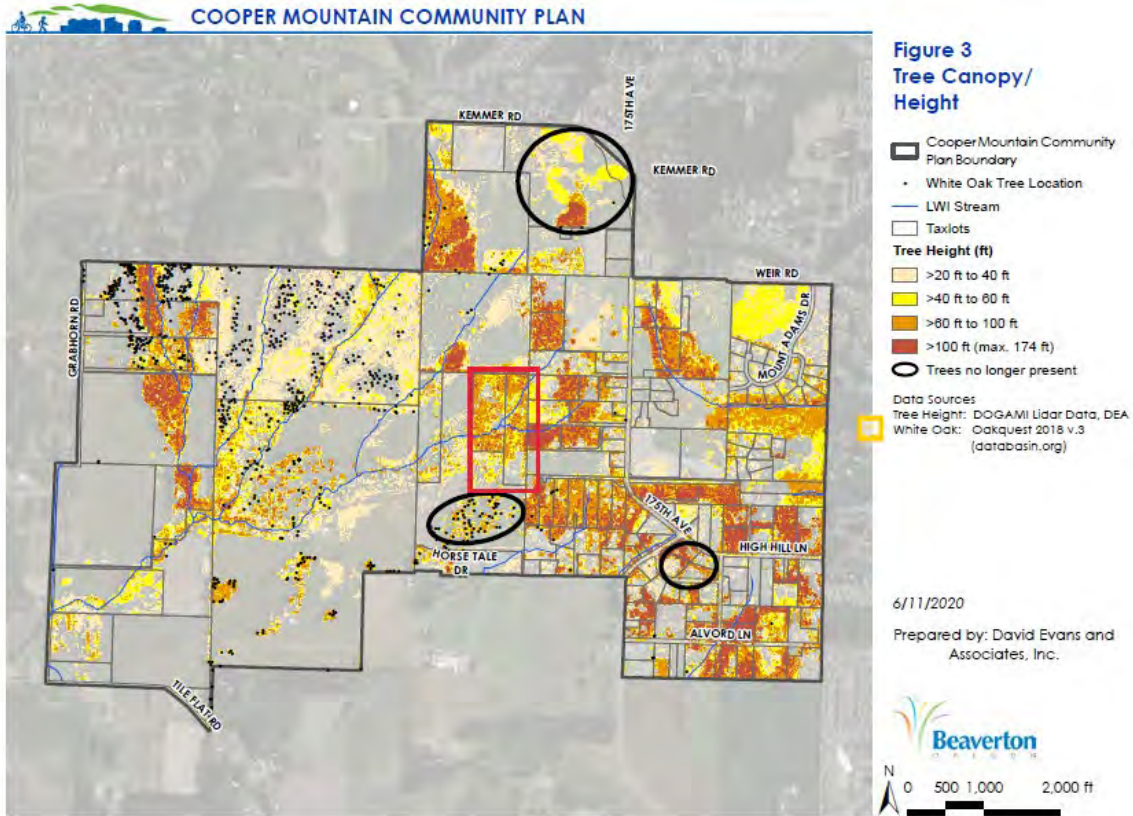 COOPER MOUNTAIN COMMUNITY PLAN
Figure 3
Tree Canopy/
Height
Cooper Mountain Community
Plan Boundary
White Oak Tree Location
LWI Stream
Taxlots
Tree Height (ft)
>20 ft to 40 ft
>40 ft to 60 ft
>60 ft to 100 ft
>100 ft (max. 174 ft)
Trees no longer present
Data Sources
Tree Height: DOGAMI Lidar Data, DEA
White Oak: Oakquest 2018 v.3
(databasin.org)
6/11/2020
Prepared by: David Evans and
Associates, Inc.
Beaverton
OREGON
N
0 500 1,000 2,000 ft
KEMMER RD
175TH AVE
KEMMER RD
WEIR RD
GRABHORN RD
MOUNT ADAMS DR
175TH AVE
HIGH HILL LN
HORSE TALE
DR
ALVORD LN
TILE FLAT RD